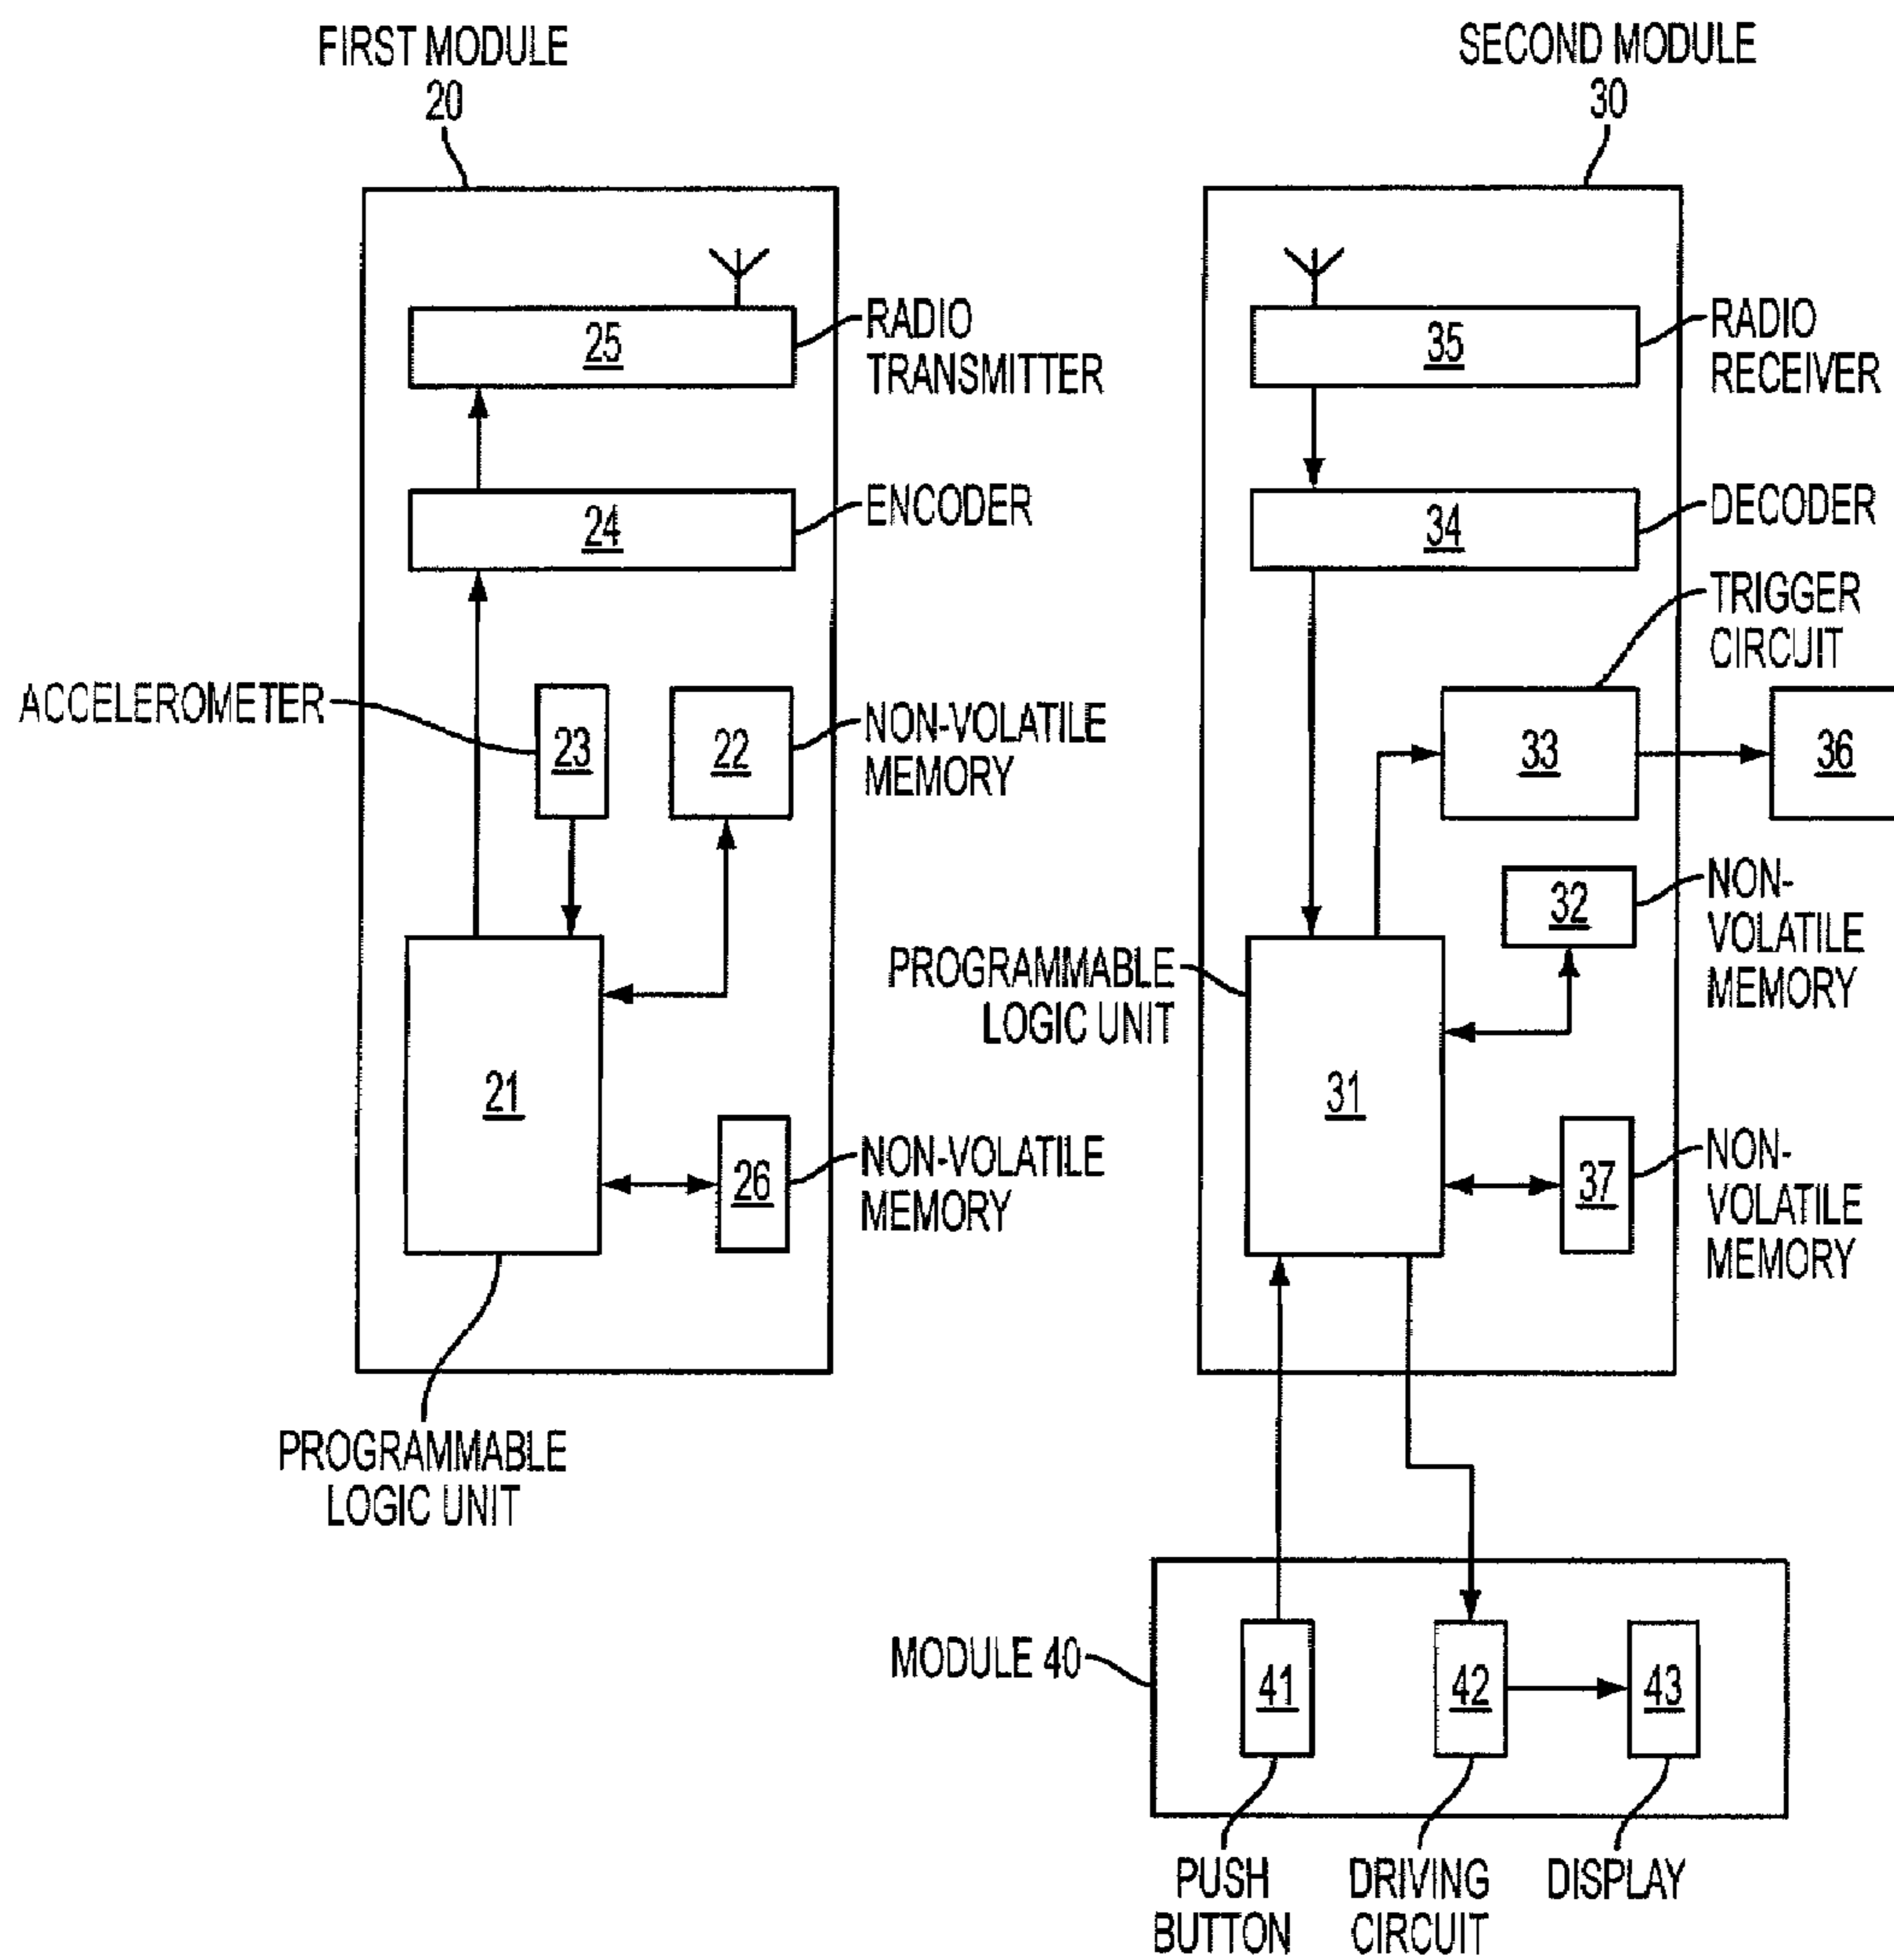 FIRST MODULE
20
SECOND MODULE
30
25
RADIO
TRANSMITTER
35
RADIO
RECEIVER
24
ENCODER
34
DECODER
TRIGGER
CIRCUIT
ACCELEROMETER
23
22
NON-VOLATILE
MEMORY
33
36
32
NON-
VOLATILE
MEMORY
PROGRAMMABLE
LOGIC UNIT
21
31
26
NON-VOLATILE
MEMORY
37
NON-
VOLATILE
MEMORY
PROGRAMMABLE
LOGIC UNIT
MODULE 40
41
42
43
PUSH
BUTTON
DRIVING
CIRCUIT
DISPLAY